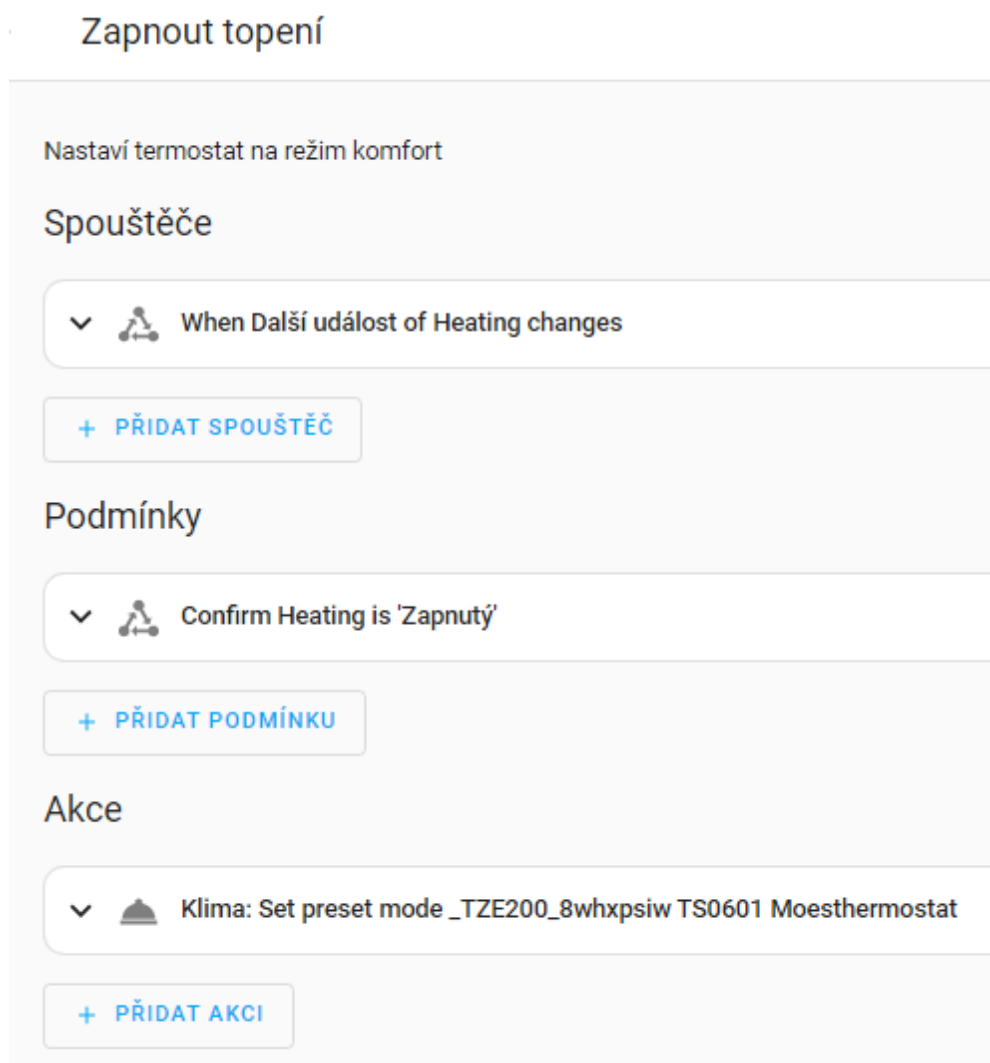 Zapnout topení
Nastaví termostat na režim komfort
Spouštěče
When Další událost of Heating changes
+ PŘIDAT SPOUŠTĚČ
Podmínky
Confirm Heating is 'Zapnutý'
+ PŘIDAT PODMÍNKU
Akce
Klima: Set preset mode _TZE200_8whxpsiw TS0601 Moesthermostat
+ PŘIDAT AKCI